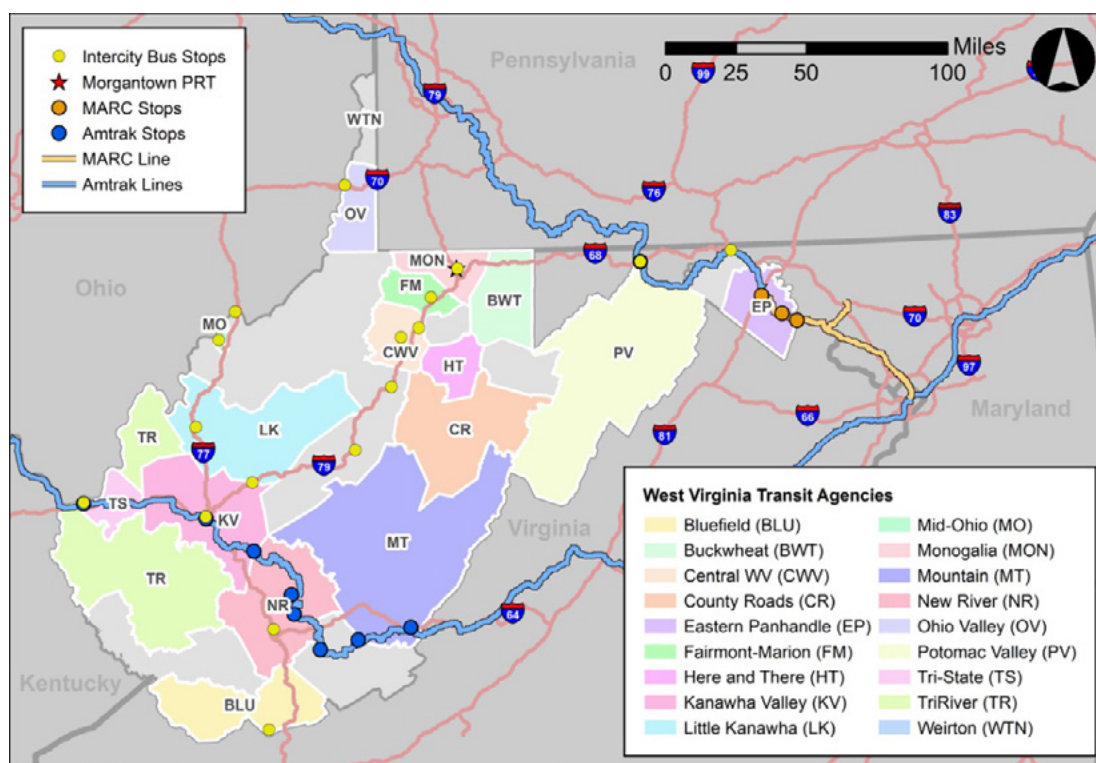 Intercity Bus Stops
Morgantown PRT
MARC Stops
Amtrak Stops
MARC Line
Amtrak Lines
Pennsylvania
Miles
0 25 50 100
99
79
WTN
70
OV
76
83
MON
68
FM
BWT
Ohio
EP
70
MO
CWV
HT
PV
97
Maryland
66
TR
LK
CR
81
77
79
TS
KV
Virginia
MT
TR
NR
64
Kentucky
BLU
West Virginia Transit Agencies
Bluefield (BLU)
Buckwheat (BWT)
Central WV (CWV)
County Roads (CR)
Eastern Panhandle (EP)
Fairmont-Marion (FM)
Here and There (HT)
Kanawha Valley (KV)
Little Kanawha (LK)
Mid-Ohio (MO)
Monogalia (MON)
Mountain (MT)
New River (NR)
Ohio Valley (OV)
Potomac Valley (PV)
Tri-State (TS)
TriRiver (TR)
Weirton (WTN)